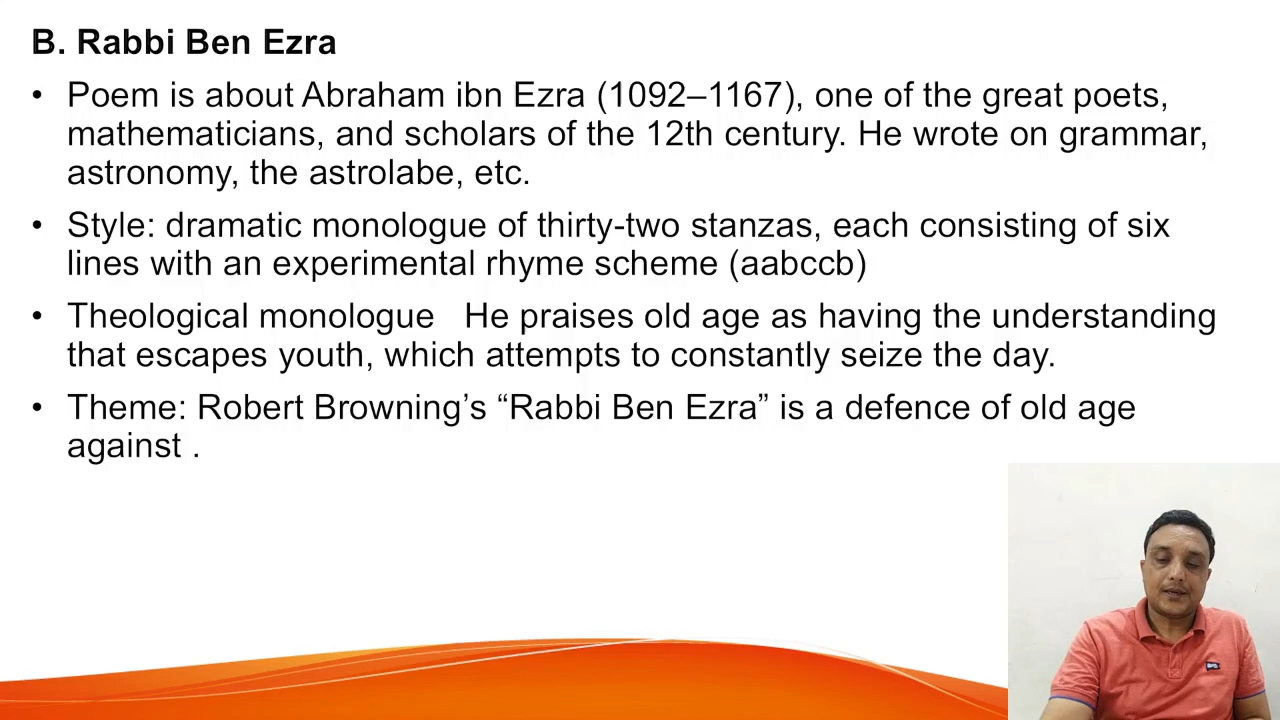 B. Rabbi Ben Ezra
• Poem is about Abraham ibn Ezra (1092–1167), one of the great poets,
mathematicians, and scholars of the 12th century. He wrote on grammar,
astronomy, the astrolabe, etc.
• Style: dramatic monologue of thirty-two stanzas, each consisting of six
lines with an experimental rhyme scheme (aabccb)
• Theological monologue   He praises old age as having the understanding
that escapes youth, which attempts to constantly seize the day.
• Theme: Robert Browning’s “Rabbi Ben Ezra” is a defence of old age
against .